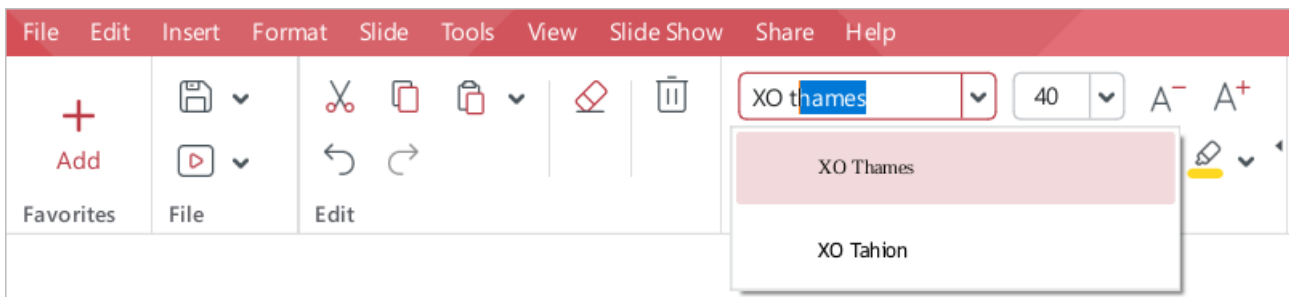 File Edit Insert Format Slide Tools View Slide Show Share Help
XO thames 40 A− A+
Add
XO Thames
Favorites File Edit
XO Tahion